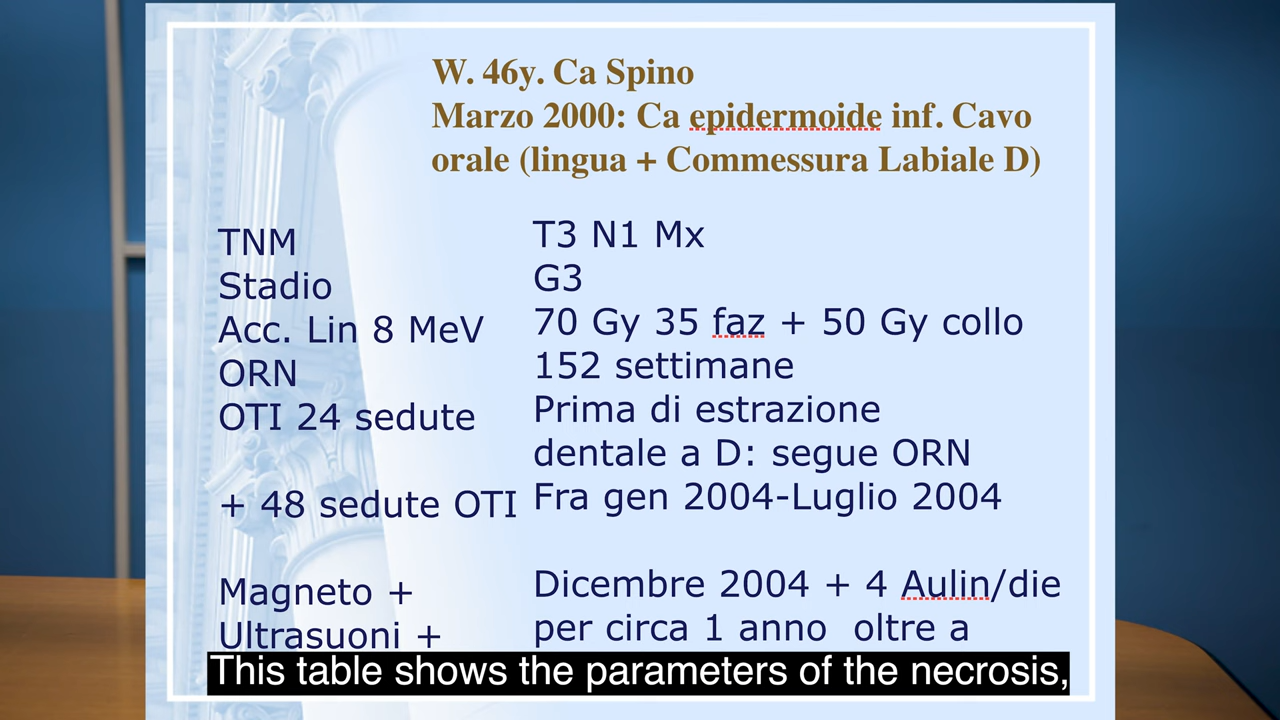 W. 46y. Ca Spino
Marzo 2000: Ca epidermoide inf. Cavo
orale (lingua + Commessura Labiale D)
TNM
Stadio
Acc. Lin 8 MeV
ORN
OTI 24 sedute
+ 48 sedute OTI
Magneto +
Ultrasuoni +
T3 N1 Mx
G3
70 Gy 35 faz + 50 Gy collo
152 settimane
Prima di estrazione
dentale a D: segue ORN
Fra gen 2004-Luglio 2004
Dicembre 2004 + 4 Aulin/die
per circa 1 anno oltre a
This table shows the parameters of the necrosis,